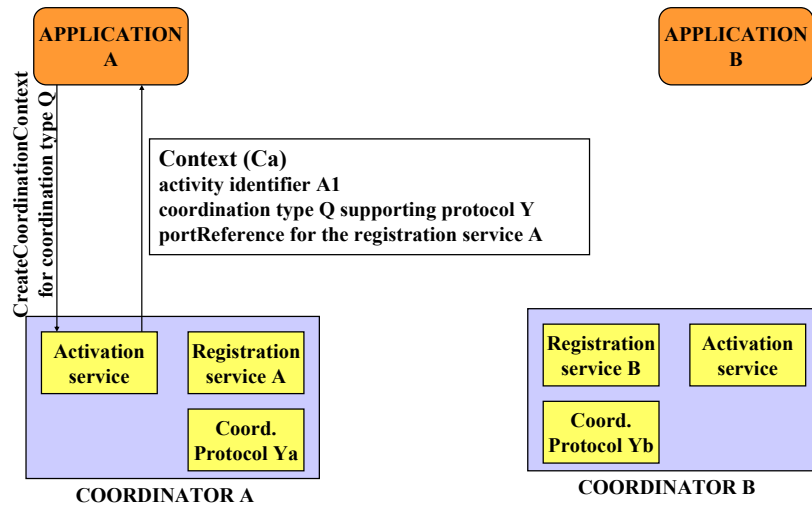 APPLICATION
A
APPLICATION
B
CreateCoordinationContext
for coordination type Q
Context (Ca)
activity identifier A1
coordination type Q supporting protocol Y
portReference for the registration service A
Activation
service
Registration
service A
Coord.
Protocol Ya
COORDINATOR A
Registration
service B
Activation
service
Coord.
Protocol Yb
COORDINATOR B